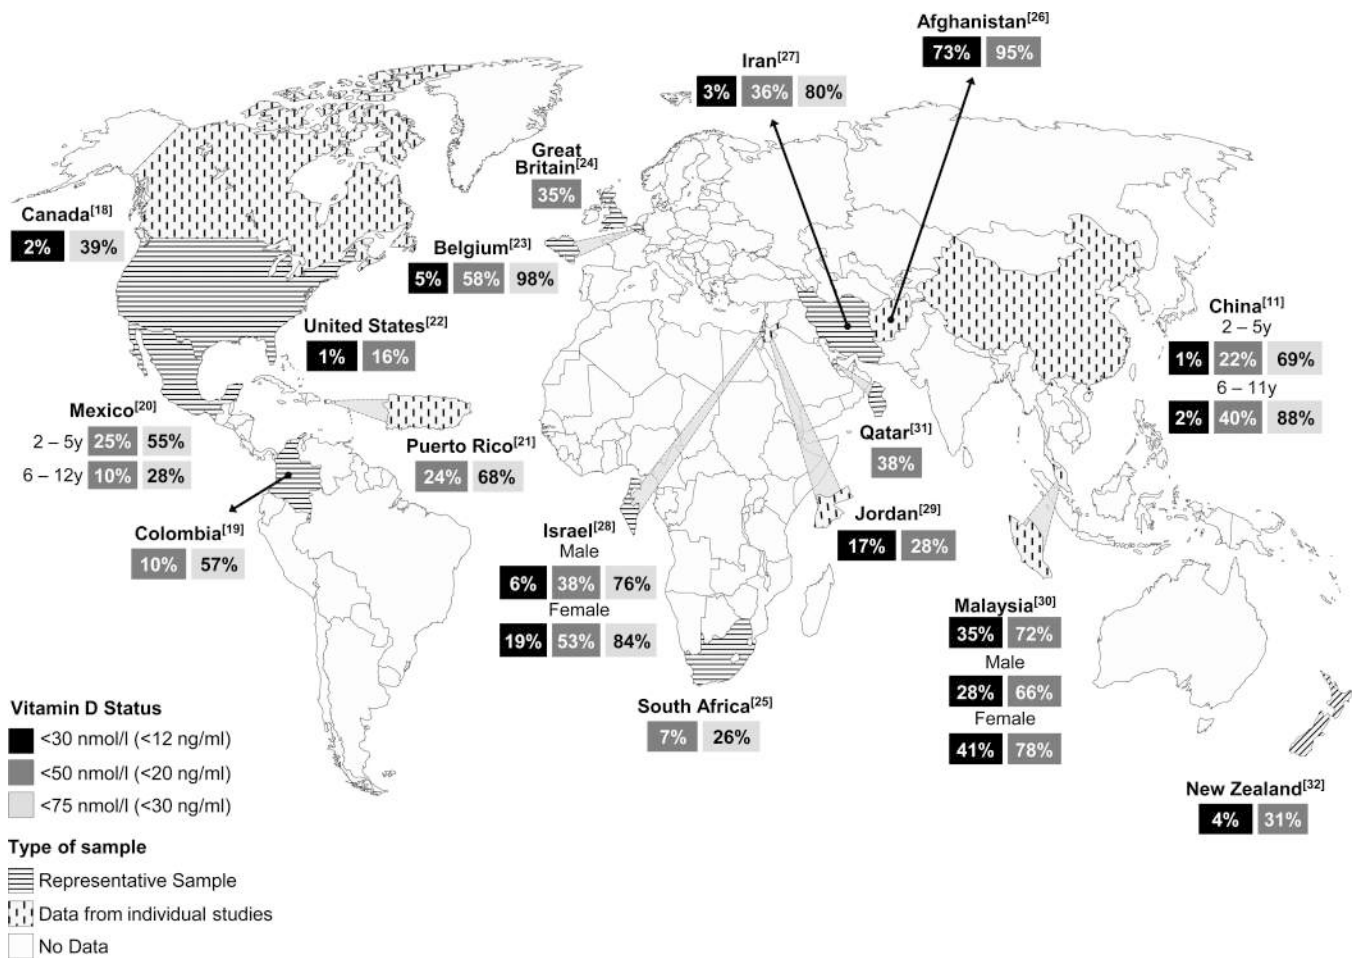 Afghanistan[26]
73% 95%
Iran[27]
3% 36% 80%
Great
Britain[24]
35%
Canada[18]
2% 39%
Belgium[23]
5% 58% 98%
United States[22]
1% 16%
China[11]
2 – 5y
1% 22% 69%
6 – 11y
2% 40% 88%
Mexico[20]
2 – 5y 25% 55%
6 – 12y 10% 28%
Puerto Rico[21]
24% 68%
Qatar[31]
38%
Colombia[19]
10% 57%
Israel[28]
Male
6% 38% 76%
Female
19% 53% 84%
Jordan[29]
17% 28%
Malaysia[30]
35% 72%
Male
28% 66%
Female
41% 78%
South Africa[25]
7% 26%
New Zealand[32]
4% 31%
Vitamin D Status
<30 nmol/l (<12 ng/ml)
<50 nmol/l (<20 ng/ml)
<75 nmol/l (<30 ng/ml)
Type of sample
Representative Sample
Data from individual studies
No Data